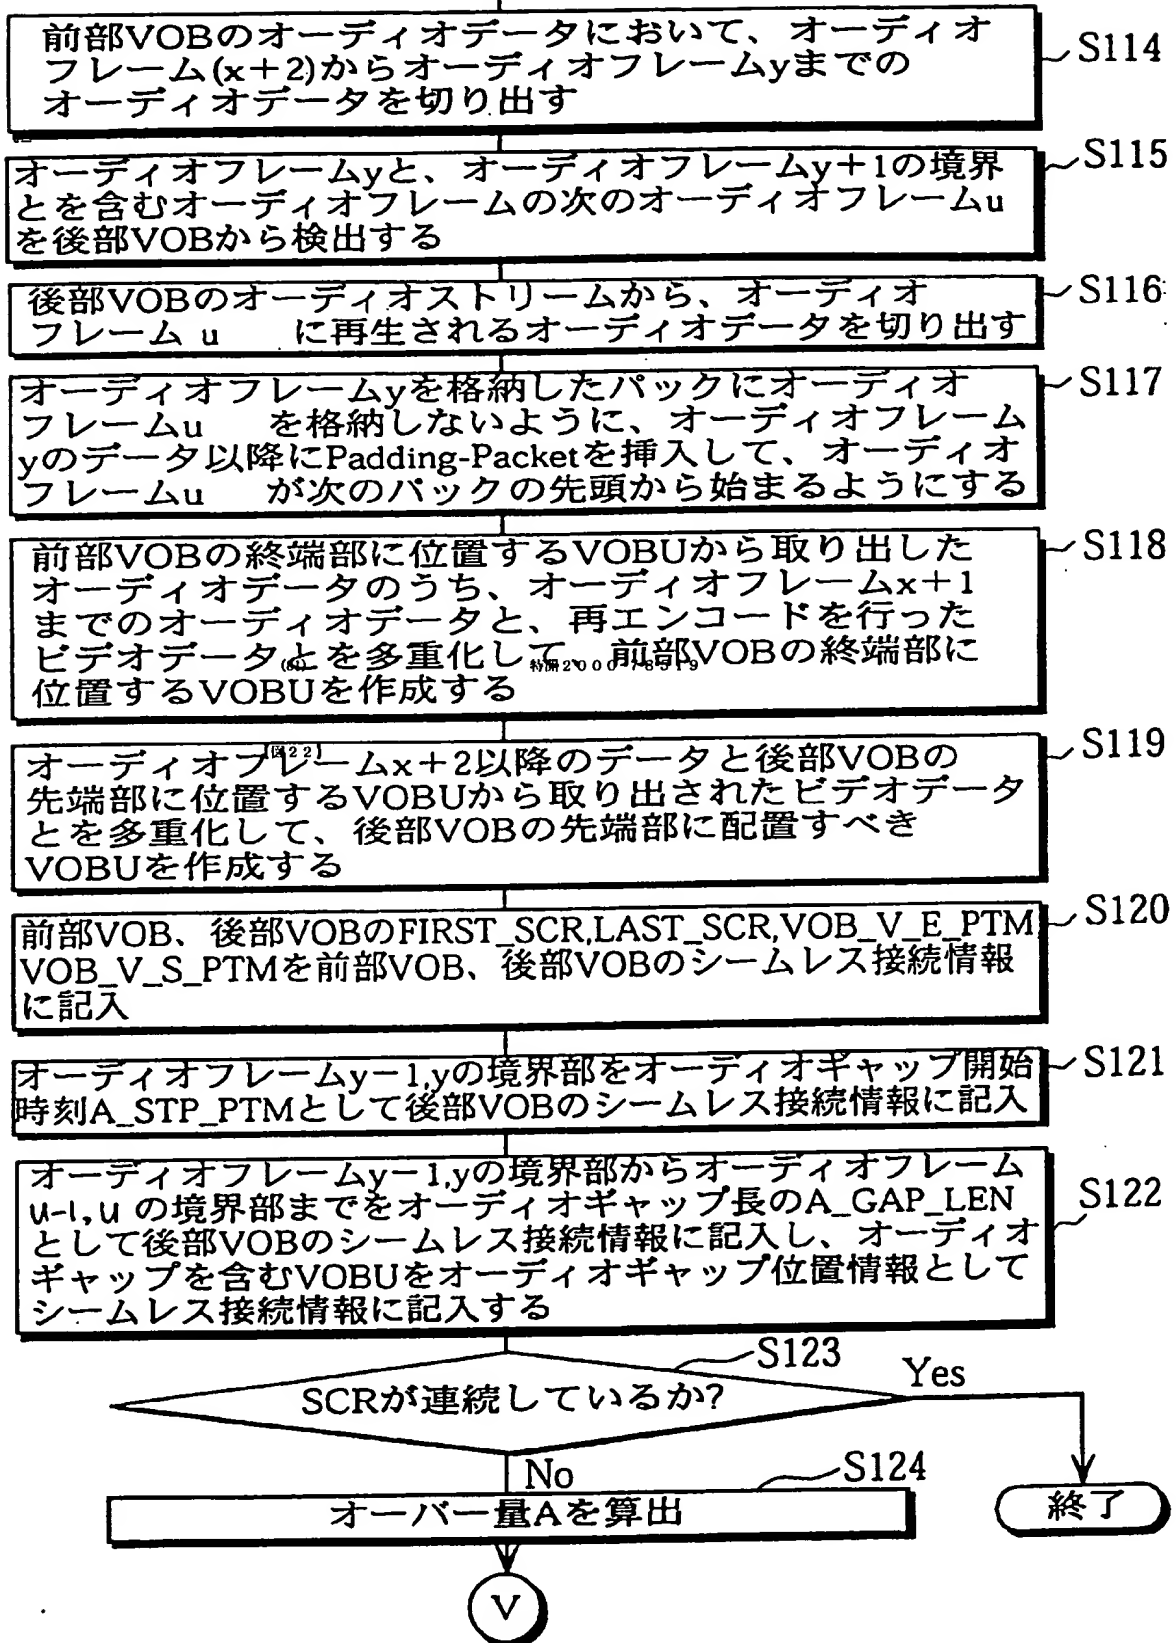 前部VOBのオーディオデータにおいて、オーディオ
フレーム(x+2)からオーディオフレームyまでの
オーディオデータを切り出す
S114
オーディオフレームyと、オーディオフレームy+1の境界
とを含むオーディオフレームの次のオーディオフレームu
を後部VOBから検出する
S115
後部VOBのオーディオストリームから、オーディオ
フレーム u に再生されるオーディオデータを切り出す
S116
オーディオフレームyを格納したパックにオーディオ
フレームu を格納しないように、オーディオフレーム
yのデータ以降にPadding-Packetを挿入して、オーディオ
フレームu が次のパックの先頭から始まるようにする
S117
前部VOBの終端部に位置するVOBUから取り出した
オーディオデータのうち、オーディオフレームx+1
までのオーディオデータと、再エンコードを行った
ビデオデータとを多重化して、前部VOBの終端部に
位置するVOBUを作成する
S118
オーディオフレームx+2以降のデータと後部VOBの
先端部に位置するVOBUから取り出されたビデオデータ
とを多重化して、後部VOBの先端部に配置すべき
VOBUを作成する
S119
【図22】
前部VOB、後部VOBのFIRST_SCR,LAST_SCR,VOB_V_E_PTM
VOB_V_S_PTMを前部VOB、後部VOBのシームレス接続情報
に記入
S120
オーディオフレームy−1,yの境界部をオーディオギャップ開始
時刻A_STP_PTMとして後部VOBのシームレス接続情報に記入
S121
オーディオフレームy−1,yの境界部からオーディオフレーム
u-1,u の境界部までをオーディオギャップ長のA_GAP_LEN
として後部VOBのシームレス接続情報に記入し、オーディオ
ギャップを含むVOBUをオーディオギャップ位置情報として
シームレス接続情報に記入する
S122
S123
SCRが連続しているか?
Yes
No
S124
オーバー量Aを算出
終了
V